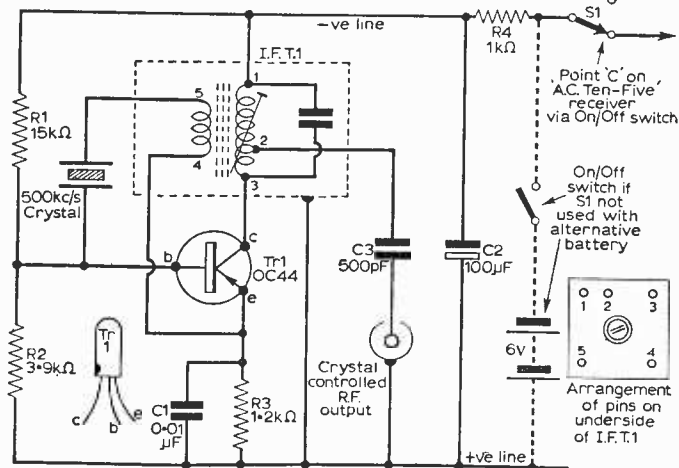 -ve line
R4
1kΩ
S1
I.F.T.1
Point 'C' on
'A.C. Ten-Five'
receiver
via On/Off switch
R1
15kΩ
5
4
1
2
3
500kc/s
Crystal
On/Off
switch if
S1 not
used with
alternative
battery
b
c
e
Tr1
OC44
C3
500pF
C2
100µF
R2
3·9kΩ
Tr
1
c
b
e
C1
0·01
µF
R3
1·2kΩ
Crystal
controlled
R.F.
output
6V
1
2
3
5
4
Arrangement
of pins on
underside
of I.F.T.1
+ve line